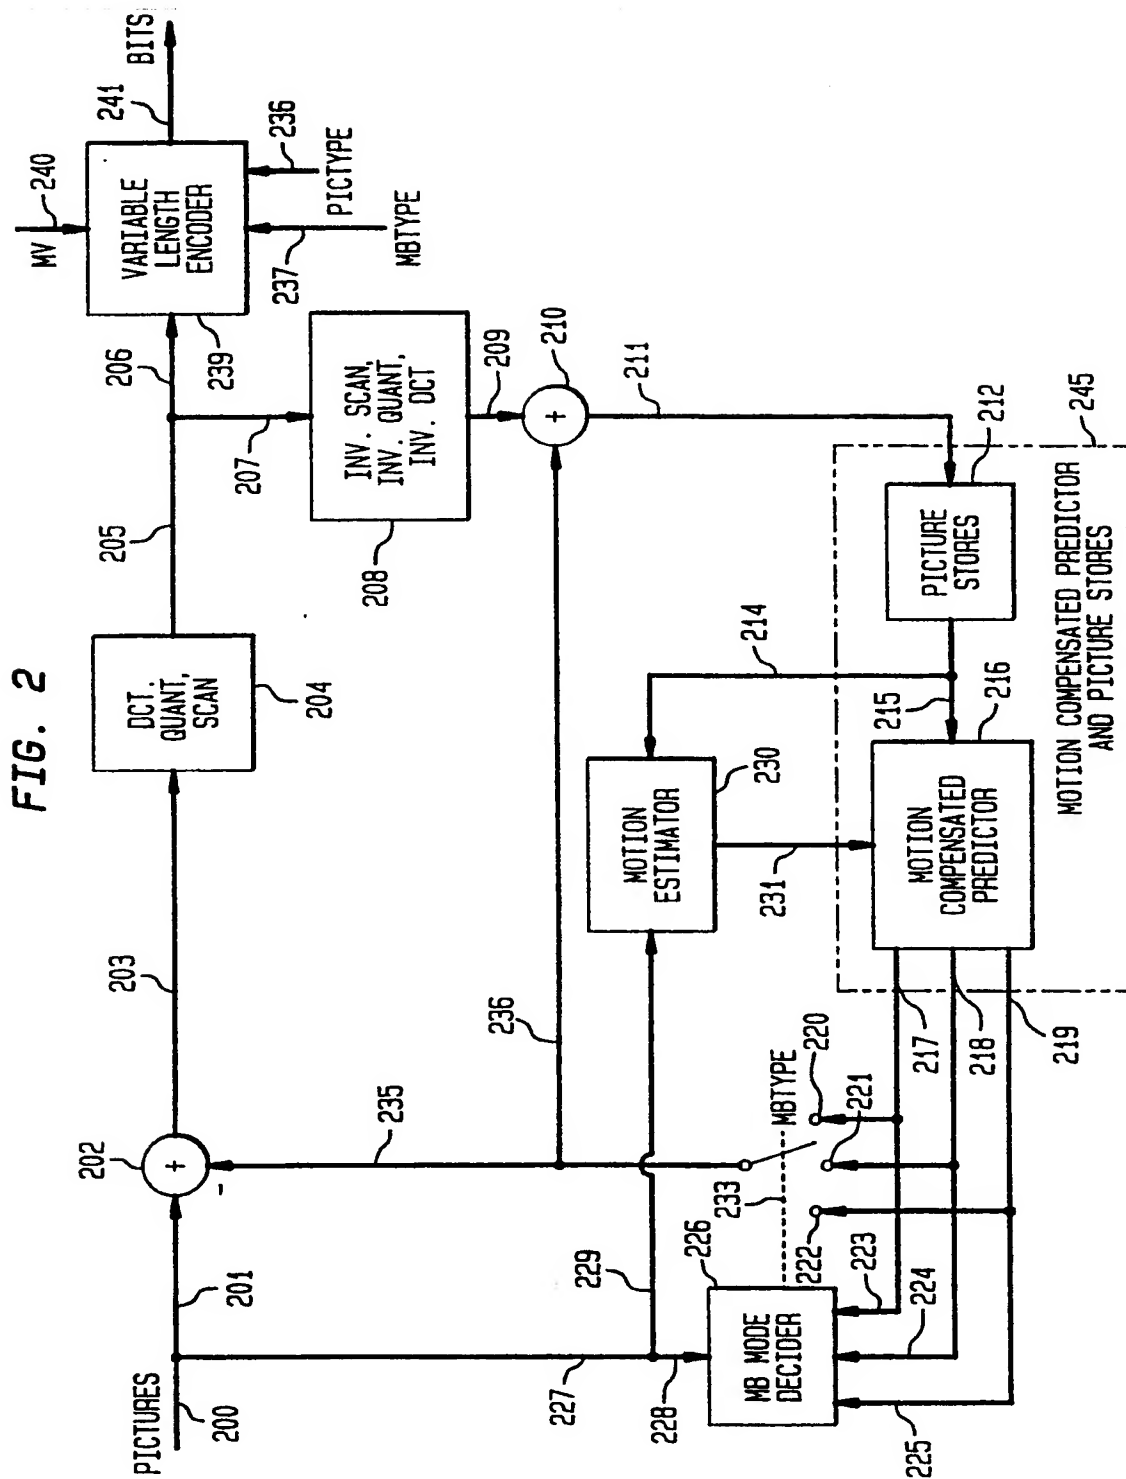 FIG. 2
PICTURES
200
201
202
+
-
203
DCT.
QUANT,
SCAN
204
205
206
207
MV
240
VARIABLE
LENGTH
ENCODER
239
241
BITS
236
PICTYPE
237
MBTYPE
INV. SCAN,
INV. QUANT,
INV. DCT
208
209
+
210
211
235
236
227
228
229
MOTION
ESTIMATOR
230
231
214
215
PICTURE
STORES
212
MOTION
COMPENSATED
PREDICTOR
216
245
MOTION COMPENSATED PREDICTOR
AND PICTURE STORES
217
218
219
MBTYPE
220
221
222
233
MB MODE
DECIDER
226
223
224
225